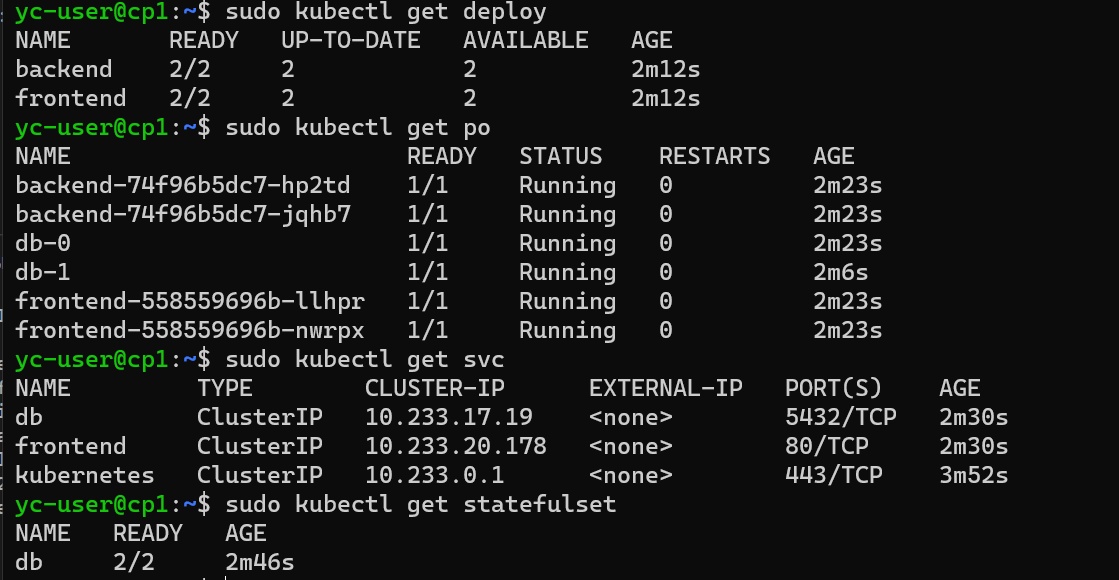 yc-user@cp1:~$ sudo kubectl get deploy
NAME       READY   UP-TO-DATE   AVAILABLE   AGE
backend    2/2     2            2           2m12s
frontend   2/2     2            2           2m12s
yc-user@cp1:~$ sudo kubectl get po
NAME                        READY   STATUS    RESTARTS   AGE
backend-74f96b5dc7-hp2td    1/1     Running   0          2m23s
backend-74f96b5dc7-jqhb7    1/1     Running   0          2m23s
db-0                        1/1     Running   0          2m23s
db-1                        1/1     Running   0          2m6s
frontend-558559696b-llhpr   1/1     Running   0          2m23s
frontend-558559696b-nwrpx   1/1     Running   0          2m23s
yc-user@cp1:~$ sudo kubectl get svc
NAME         TYPE        CLUSTER-IP      EXTERNAL-IP   PORT(S)    AGE
db           ClusterIP   10.233.17.19    <none>        5432/TCP   2m30s
frontend     ClusterIP   10.233.20.178   <none>        80/TCP     2m30s
kubernetes   ClusterIP   10.233.0.1      <none>        443/TCP    3m52s
yc-user@cp1:~$ sudo kubectl get statefulset
NAME   READY   AGE
db     2/2     2m46s